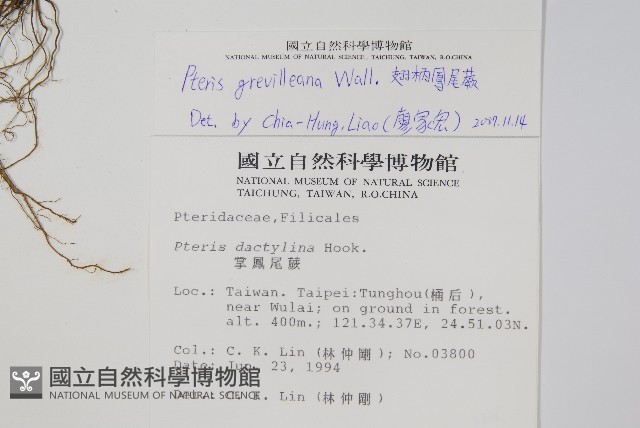 國立自然科學博物館
NATIONAL MUSEUM OF NATURAL SCIENCE, TAICHUNG, TAIWAN, R.O.CHINA
Pteris grevilleana Wall. 翅柄鳳尾蕨
Det. by Chia-Hung, Liao (廖家宏) 11.14
國立自然科學博物館
NATIONAL MUSEUM OF NATURAL SCIENCE
TAICHUNG, TAIWAN, R.O.CHINA
Pteridaceae,Filicales
Pteris dactylina Hook.
掌鳳尾蕨
Loc.: Taiwan. Taipei:Tunghou(桶后),
near Wulai; on ground in forest.
alt. 400m.; 121.34.37E, 24.51.03N.
Col.: C. K. Lin (林仲剛); No.03800
Date: Jun. 23, 1994
Det.: C. K. Lin (林仲剛)
國立自然科學博物館
NATIONAL MUSEUM OF NATURAL SCIENCE